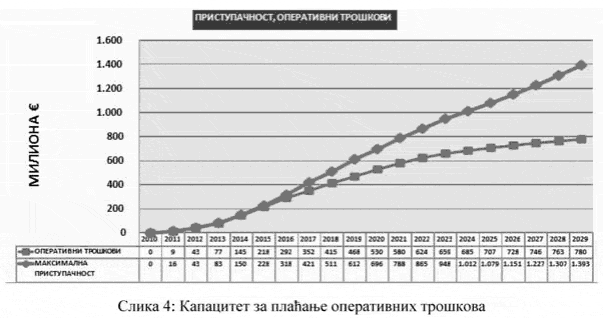 ПРИСТУПАЧНОСТ, ОПЕРАТИВНИ ТРОШКОВИ
МИЛИОНА €
1.600
1.400
1.200
1.000
800
600
400
200
0
2010 2011 2012 2013 2014 2015 2016 2017 2018 2019 2020 2021 2022 2023 2024 2025 2026 2027 2028 2029
ОПЕРАТИВНИ ТРОШКОВИ 0 9 43 77 145 218 292 352 415 468 530 580 624 656 685 707 728 746 763 780
МАКСИМАЛНА ПРИСТУПАЧНОСТ 0 16 43 83 150 228 318 421 511 612 696 788 865 948 1.012 1.079 1.151 1.227 1.307 1.393
Слика 4: Капацитет за плаћање оперативних трошкова